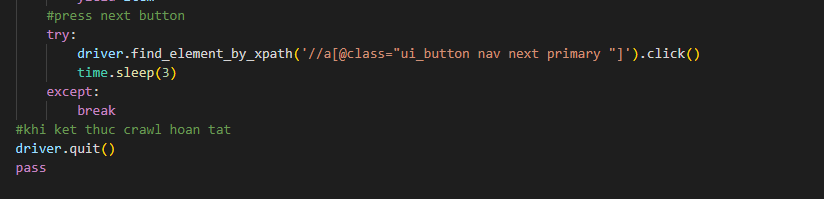 #press next button
try:
driver.find_element_by_xpath('//a[@class="ui_button nav next primary "]').click()
time.sleep(3)
except:
break
#khi ket thuc crawl hoan tat
driver.quit()
pass